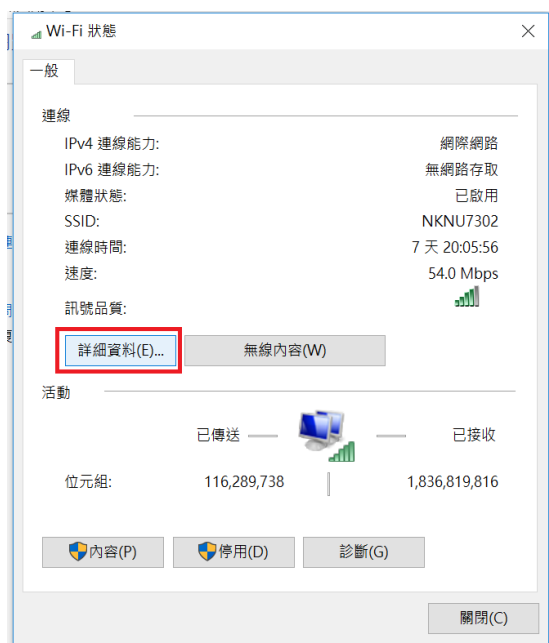 Wi-Fi 狀態
一般
連線
IPv4 連線能力: 網際網路
IPv6 連線能力: 無網路存取
媒體狀態: 已啟用
SSID: NKNU7302
連線時間: 7 天 20:05:56
速度: 54.0 Mbps
訊號品質:
詳細資料(E)... 無線內容(W)
活動
已傳送 已接收
位元組: 116,289,738 1,836,819,816
內容(P) 停用(D) 診斷(G)
關閉(C)